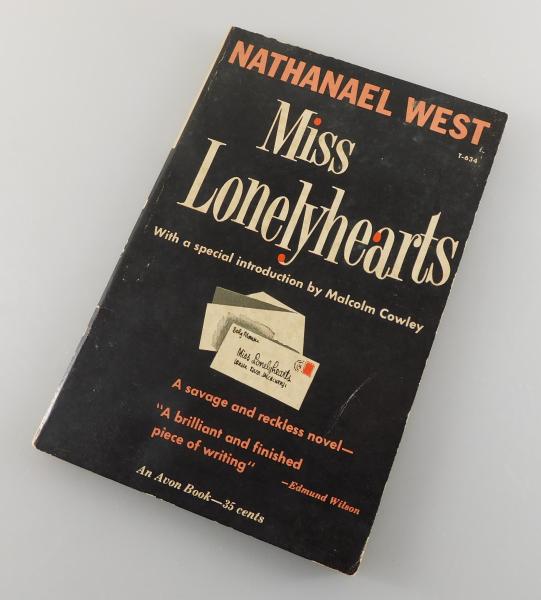 NATHANAEL WEST
T-634
Miss
Lonelyhearts
With a special introduction by Malcolm Cowley
Miss Lonelyhearts
A savage and reckless novel—
"A brilliant and finished
piece of writing"
—Edmund Wilson
An Avon Book—35 cents